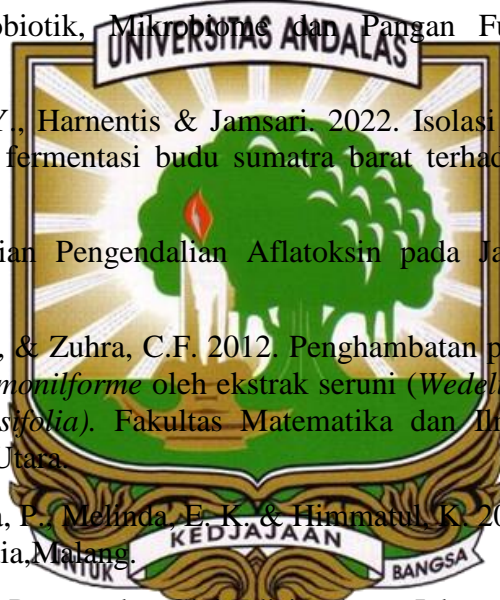 obiotik, Mikrobiome dan Pangan Fu
UNIVERSITAS ANDALAS
Y., Harnentis & Jamsari. 2022. Isolasi
fermentasi budu sumatra barat terhad
ian Pengendalian Aflatoksin pada Ja
, & Zuhra, C.F. 2012. Penghambatan p
monilforme oleh ekstrak seruni (Wedell
sifolia). Fakultas Matematika dan Il
Utara.
a, P., Melinda, E. K. & Himmatul, K. 20
ia,Malang.
UNTUK KEDJAJAAN BANGSA